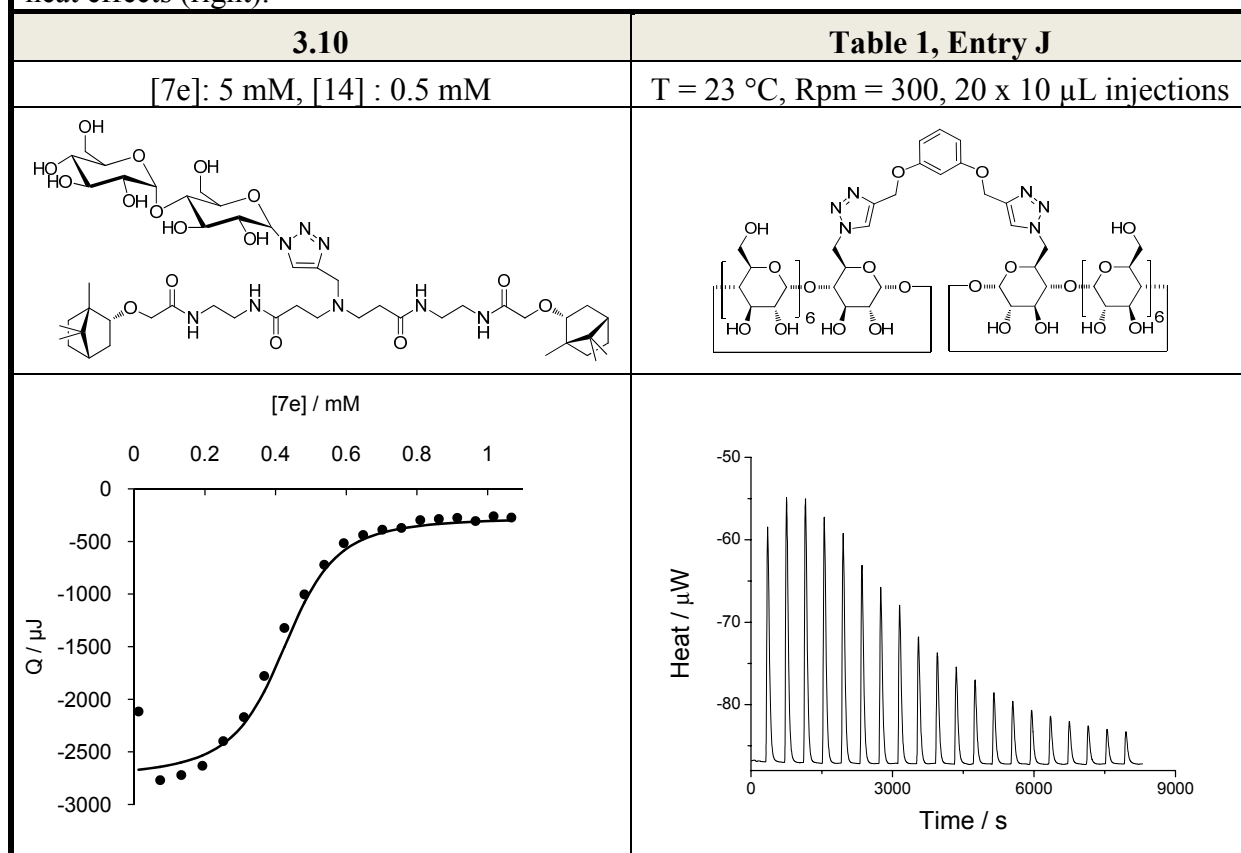 heat effects (right).
3.10
Table 1, Entry J
[7e]: 5 mM, [14] : 0.5 mM
T = 23 °C, Rpm = 300, 20 x 10 µL injections
OH
O
HO
HO
OH
OH
O
O
HO
OH
N
N
N
O
O
N
H
H
N
O
N
O
H
N
N
H
O
O
O
O
N
N
N
N
N
N
OH
O
HO
OH
6
O
O
HO
OH
O
O
O
HO
OH
O
OH
O
HO
OH
6
[7e] / mM
0
0.2
0.4
0.6
0.8
1
0
-500
-1000
-1500
-2000
-2500
-3000
Q / µJ
-50
-60
-70
-80
Heat / µW
0
3000
6000
9000
Time / s